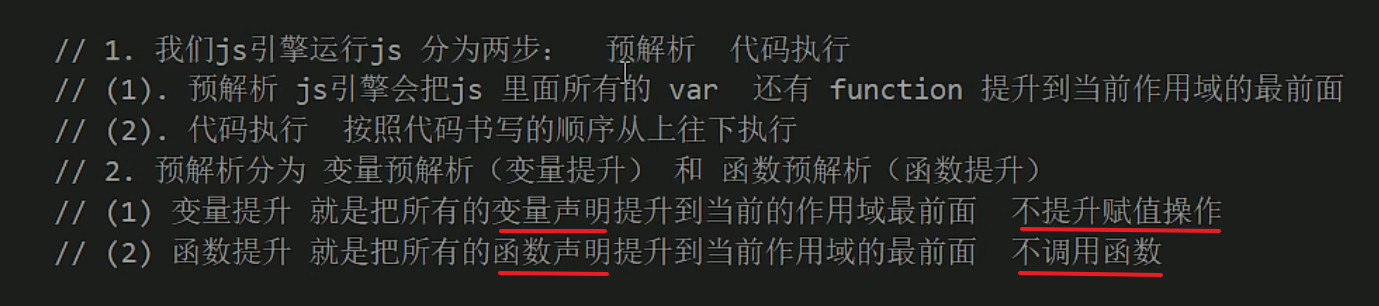 // 1. 我们js引擎运行js 分为两步： 预解析 代码执行
// (1). 预解析 js引擎会把js 里面所有的 var 还有 function 提升到当前作用域的最前面
// (2). 代码执行 按照代码书写的顺序从上往下执行
// 2. 预解析分为 变量预解析（变量提升） 和 函数预解析（函数提升）
// (1) 变量提升 就是把所有的变量声明提升到当前的作用域最前面 不提升赋值操作
// (2) 函数提升 就是把所有的函数声明提升到当前作用域的最前面 不调用函数